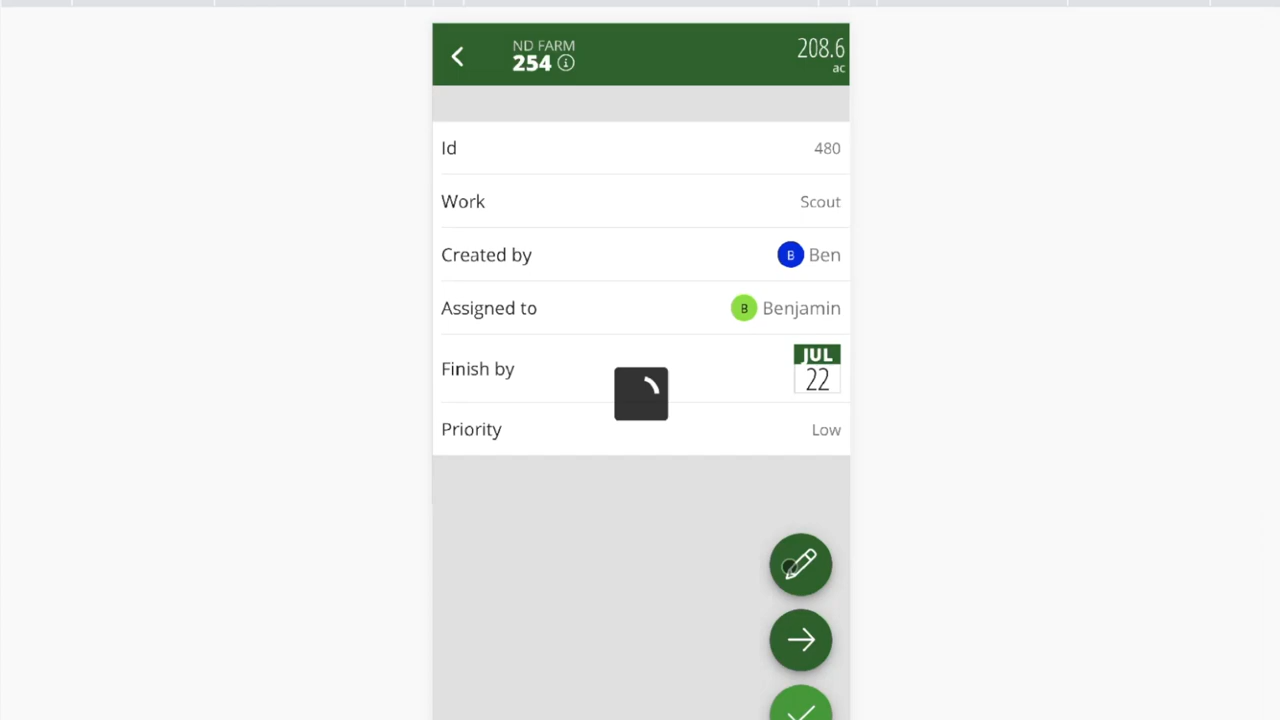 ND FARM
254
208.6
ac
Id
480
Work
Scout
Created by
B
Ben
Assigned to
B
Benjamin
Finish by
JUL
22
Priority
Low